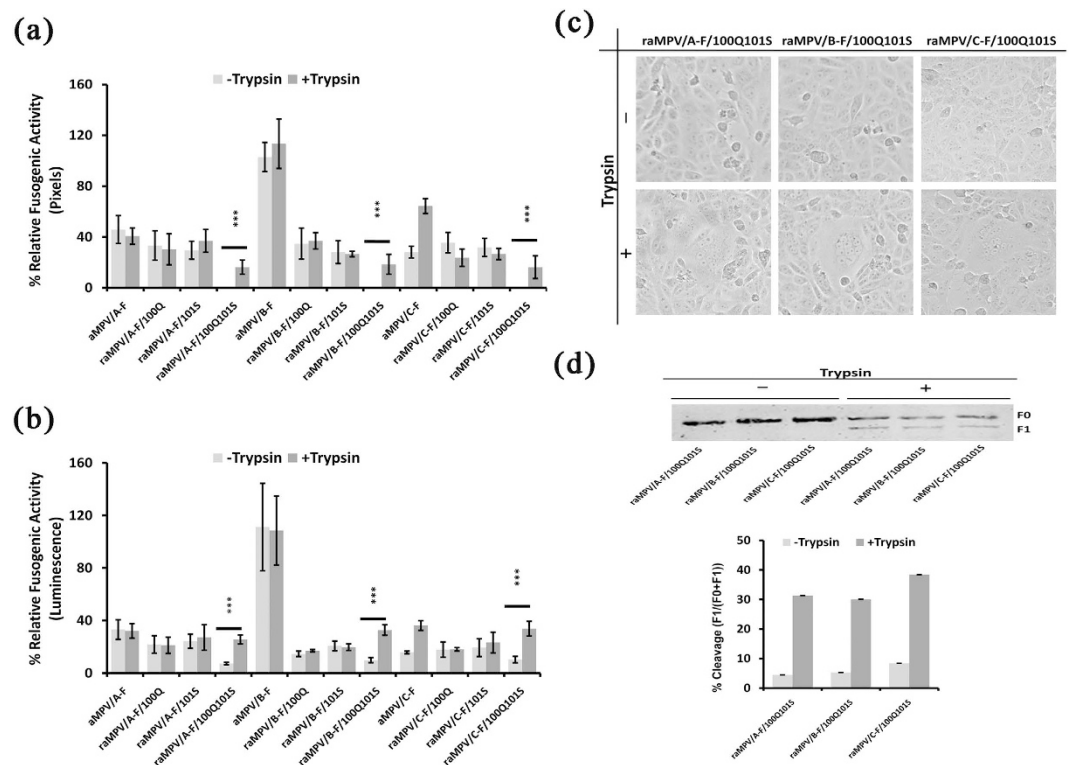 (a)
-Trypsin +Trypsin
% Relative Fusogenic Activity
(Pixels)
160
120
80
40
0
***
***
***
aMPV/A-F
raMPV/A-F/100Q
raMPV/A-F/101S
raMPV/A-F/100Q101S
aMPV/B-F
raMPV/B-F/100Q
raMPV/B-F/101S
raMPV/B-F/100Q101S
aMPV/C-F
raMPV/C-F/100Q
raMPV/C-F/101S
raMPV/C-F/100Q101S
(b)
-Trypsin +Trypsin
% Relative Fusogenic Activity
(Luminescence)
160
120
80
40
0
***
***
***
aMPV/A-F
raMPV/A-F/100Q
raMPV/A-F/101S
raMPV/A-F/100Q101S
aMPV/B-F
raMPV/B-F/100Q
raMPV/B-F/101S
raMPV/B-F/100Q101S
aMPV/C-F
raMPV/C-F/100Q
raMPV/C-F/101S
raMPV/C-F/100Q101S
(c)
raMPV/A-F/100Q101S raMPV/B-F/100Q101S raMPV/C-F/100Q101S
Trypsin
−
+
(d)
Trypsin
− +
F0
F1
raMPV/A-F/100Q101S
raMPV/B-F/100Q101S
raMPV/C-F/100Q101S
raMPV/A-F/100Q101S
raMPV/B-F/100Q101S
raMPV/C-F/100Q101S
-Trypsin +Trypsin
% Cleavage (F1/(F0+F1))
50
40
30
20
10
0
raMPV/A-F/100Q101S
raMPV/B-F/100Q101S
raMPV/C-F/100Q101S